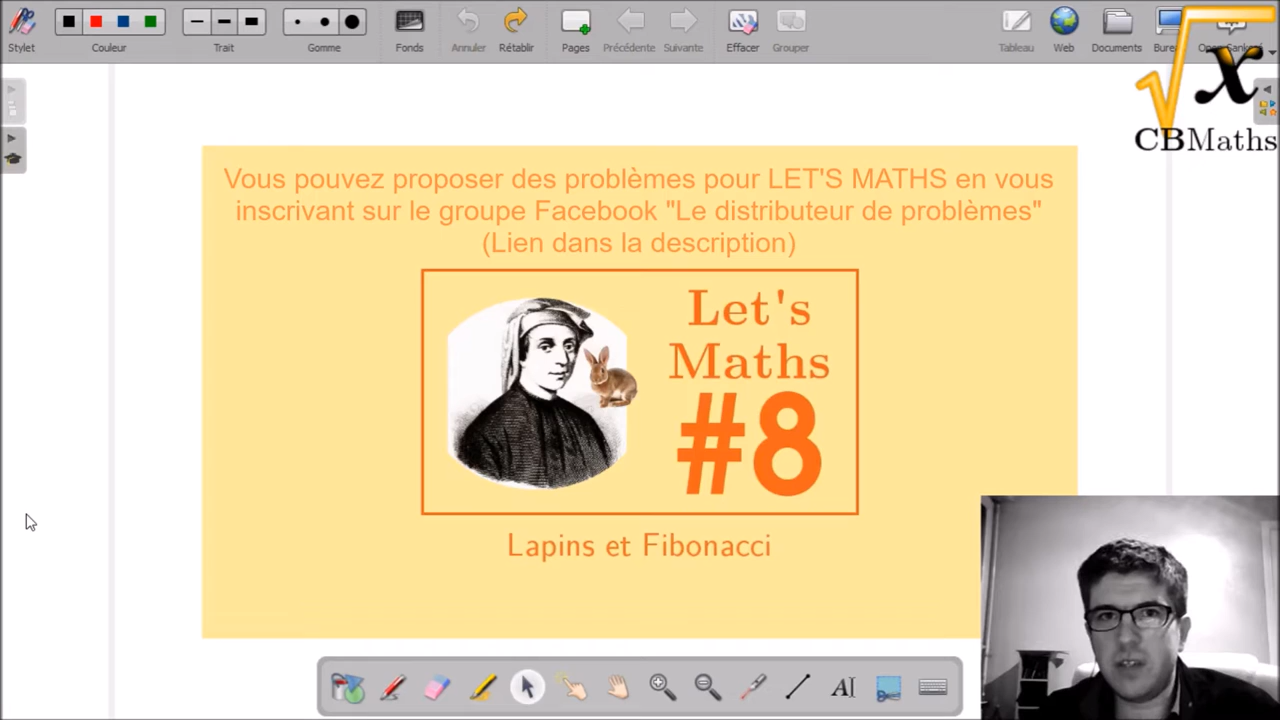 Stylet
Couleur
Trait
Gomme
Fonds
Annuler
Rétablir
Pages
Précédente
Suivante
Effacer
Grouper
Tableau
Web
Documents
x
CBMaths
Vous pouvez proposer des problèmes pour LET'S MATHS en vous
inscrivant sur le groupe Facebook "Le distributeur de problèmes"
(Lien dans la description)
Let's
Maths
#8
Lapins et Fibonacci
AI